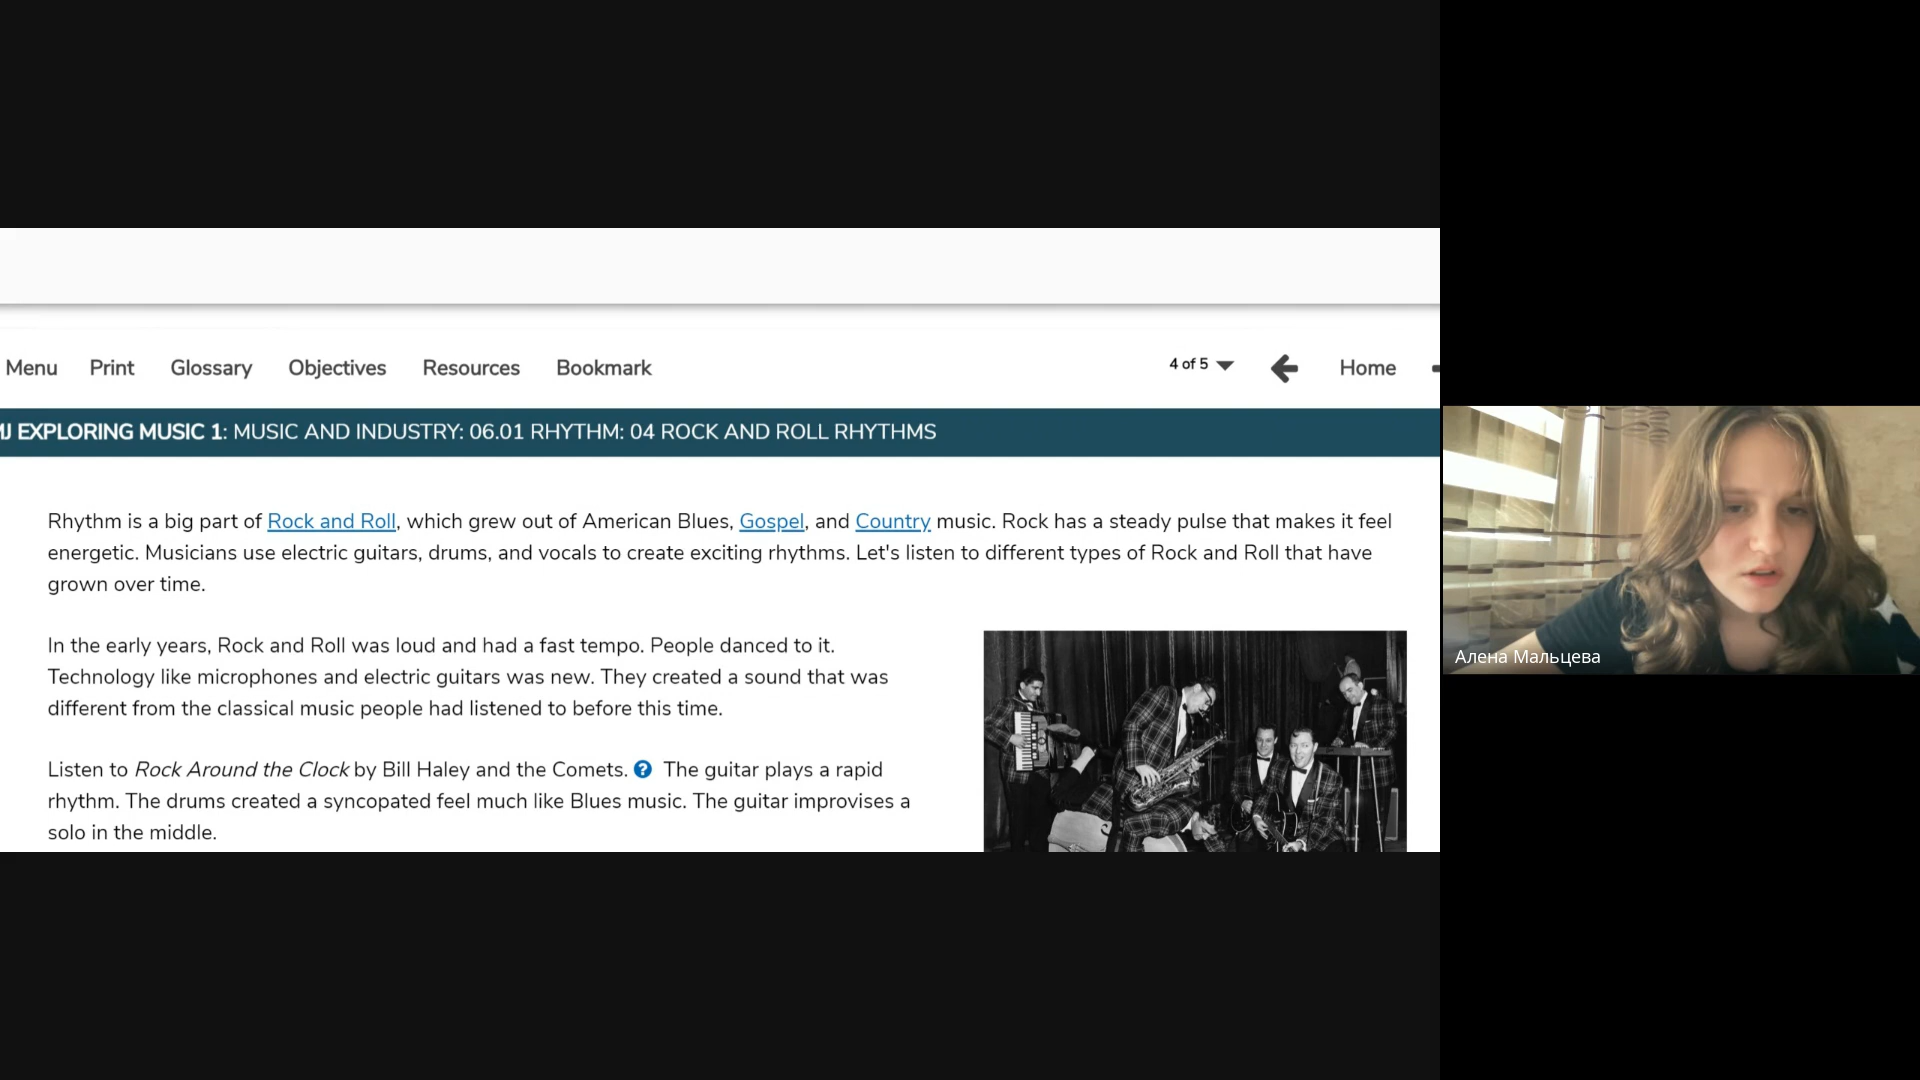 Menu Print Glossary Objectives Resources Bookmark 4 of 5 Home
MJ EXPLORING MUSIC 1: MUSIC AND INDUSTRY: 06.01 RHYTHM: 04 ROCK AND ROLL RHYTHMS
Rhythm is a big part of Rock and Roll, which grew out of American Blues, Gospel, and Country music. Rock has a steady pulse that makes it feel
energetic. Musicians use electric guitars, drums, and vocals to create exciting rhythms. Let's listen to different types of Rock and Roll that have
grown over time.
In the early years, Rock and Roll was loud and had a fast tempo. People danced to it.
Technology like microphones and electric guitars was new. They created a sound that was
different from the classical music people had listened to before this time.
Listen to Rock Around the Clock by Bill Haley and the Comets. ? The guitar plays a rapid
rhythm. The drums created a syncopated feel much like Blues music. The guitar improvises a
solo in the middle.
Алена Мальцева